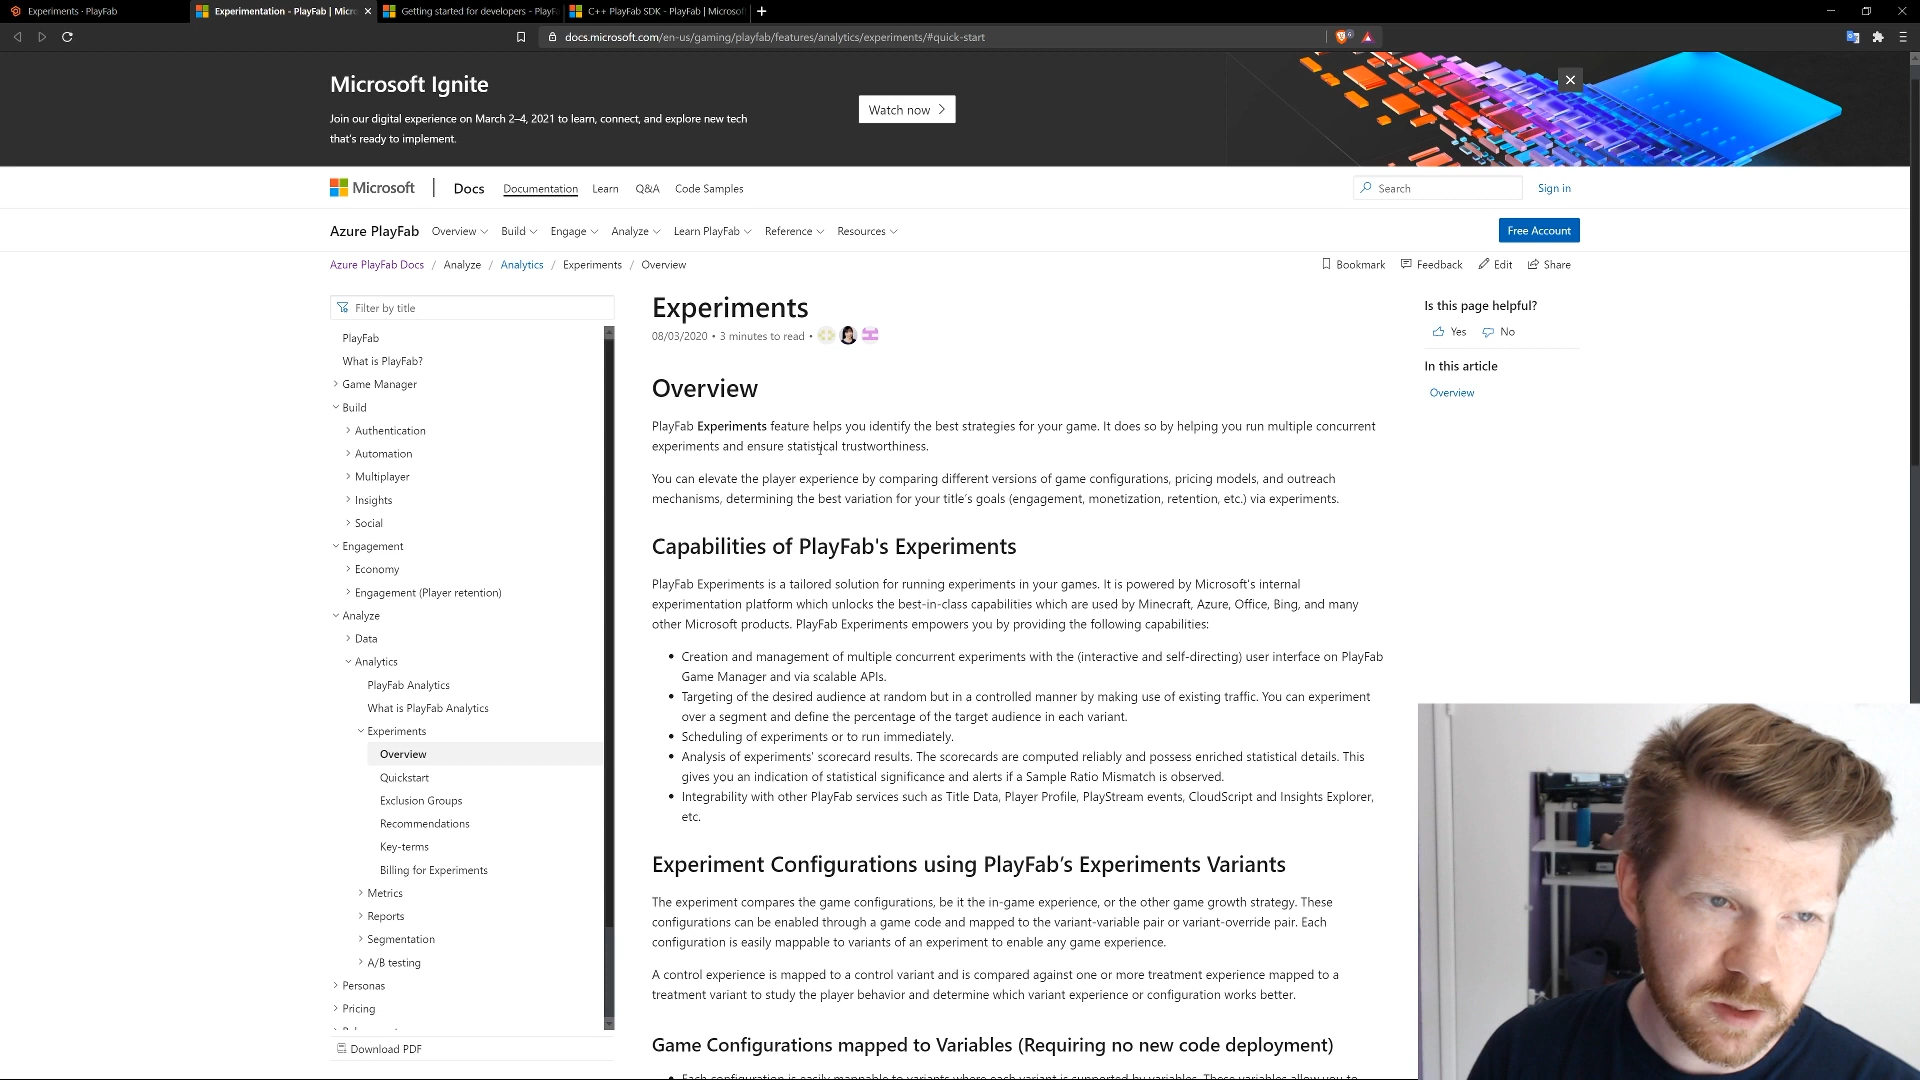 Experiments · PlayFab
Experimentation - PlayFab | Micro
Getting started for developers - PlayF
C++ PlayFab SDK - PlayFab | Microsof
docs.microsoft.com/en-us/gaming/playfab/features/analytics/experiments/#quick-start
Microsoft Ignite
Join our digital experience on March 2–4, 2021 to learn, connect, and explore new tech
that's ready to implement.
Watch now
Microsoft
Docs
Documentation
Learn
Q&A
Code Samples
Search
Sign in
Azure PlayFab
Overview
Build
Engage
Analyze
Learn PlayFab
Reference
Resources
Free Account
Azure PlayFab Docs / Analyze / Analytics / Experiments / Overview
Bookmark
Feedback
Edit
Share
Filter by title
PlayFab
What is PlayFab?
Game Manager
Build
Authentication
Automation
Multiplayer
Insights
Social
Engagement
Economy
Engagement (Player retention)
Analyze
Data
Analytics
PlayFab Analytics
What is PlayFab Analytics
Experiments
Overview
Quickstart
Exclusion Groups
Recommendations
Key-terms
Billing for Experiments
Metrics
Reports
Segmentation
A/B testing
Personas
Pricing
Download PDF
Experiments
08/03/2020 • 3 minutes to read •
Overview
PlayFab Experiments feature helps you identify the best strategies for your game. It does so by helping you run multiple concurrent
experiments and ensure statistical trustworthiness.
You can elevate the player experience by comparing different versions of game configurations, pricing models, and outreach
mechanisms, determining the best variation for your title's goals (engagement, monetization, retention, etc.) via experiments.
Capabilities of PlayFab's Experiments
PlayFab Experiments is a tailored solution for running experiments in your games. It is powered by Microsoft's internal
experimentation platform which unlocks the best-in-class capabilities which are used by Minecraft, Azure, Office, Bing, and many
other Microsoft products. PlayFab Experiments empowers you by providing the following capabilities:
• Creation and management of multiple concurrent experiments with the (interactive and self-directing) user interface on PlayFab
Game Manager and via scalable APIs.
• Targeting of the desired audience at random but in a controlled manner by making use of existing traffic. You can experiment
over a segment and define the percentage of the target audience in each variant.
• Scheduling of experiments or to run immediately.
• Analysis of experiments' scorecard results. The scorecards are computed reliably and possess enriched statistical details. This
gives you an indication of statistical significance and alerts if a Sample Ratio Mismatch is observed.
• Integrability with other PlayFab services such as Title Data, Player Profile, PlayStream events, CloudScript and Insights Explorer,
etc.
Experiment Configurations using PlayFab's Experiments Variants
The experiment compares the game configurations, be it the in-game experience, or the other game growth strategy. These
configurations can be enabled through a game code and mapped to the variant-variable pair or variant-override pair. Each
configuration is easily mappable to variants of an experiment to enable any game experience.
A control experience is mapped to a control variant and is compared against one or more treatment experience mapped to a
treatment variant to study the player behavior and determine which variant experience or configuration works better.
Game Configurations mapped to Variables (Requiring no new code deployment)
• Each configuration is easily mappable to variants where each variant is supported by variables. These variables allow you to
Is this page helpful?
Yes
No
In this article
Overview